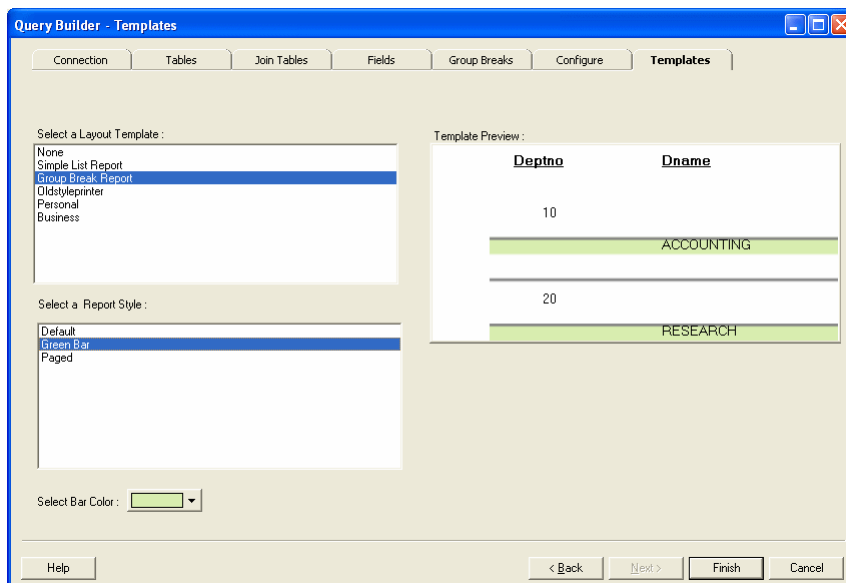 Query Builder - Templates
Connection Tables Join Tables Fields Group Breaks Configure Templates
Select a Layout Template :
None
Simple List Report
Group Break Report
Oldstyleprinter
Personal
Business
Template Preview :
Deptno Dname
10
ACCOUNTING
20
RESEARCH
Select a Report Style :
Default
Green Bar
Paged
Select Bar Color :
Help < Back Next > Finish Cancel